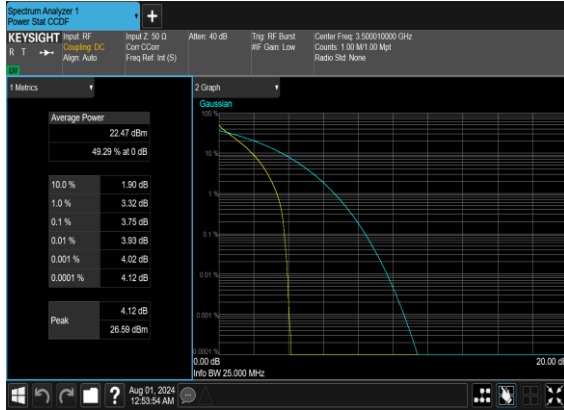 Spectrum Analyzer 1
Power Stat CCDF
KEYSIGHT
R T
Input: RF
Coupling: DC
Align: Auto
Input Z: 50 Ω
Corr CCorr
Freq Ref: Int (S)
Atten: 40 dB
Trig: RF Burst
#IF Gain: Low
Center Freq: 3.500010000 GHz
Counts: 1.00 M/1.00 Mpt
Radio Std: None
1 Metrics
Average Power
22.47 dBm
49.29 % at 0 dB
10.0 % 1.90 dB
1.0 % 3.32 dB
0.1 % 3.75 dB
0.01 % 3.93 dB
0.001 % 4.02 dB
0.0001 % 4.12 dB
Peak
4.12 dB
26.59 dBm
2 Graph
Gaussian
100 %
10 %
1 %
0.1 %
0.01 %
0.001 %
0.0001 %
0.00 dB
20.00 dB
Info BW 25.000 MHz
?
Aug 01, 2024
12:53:54 AM